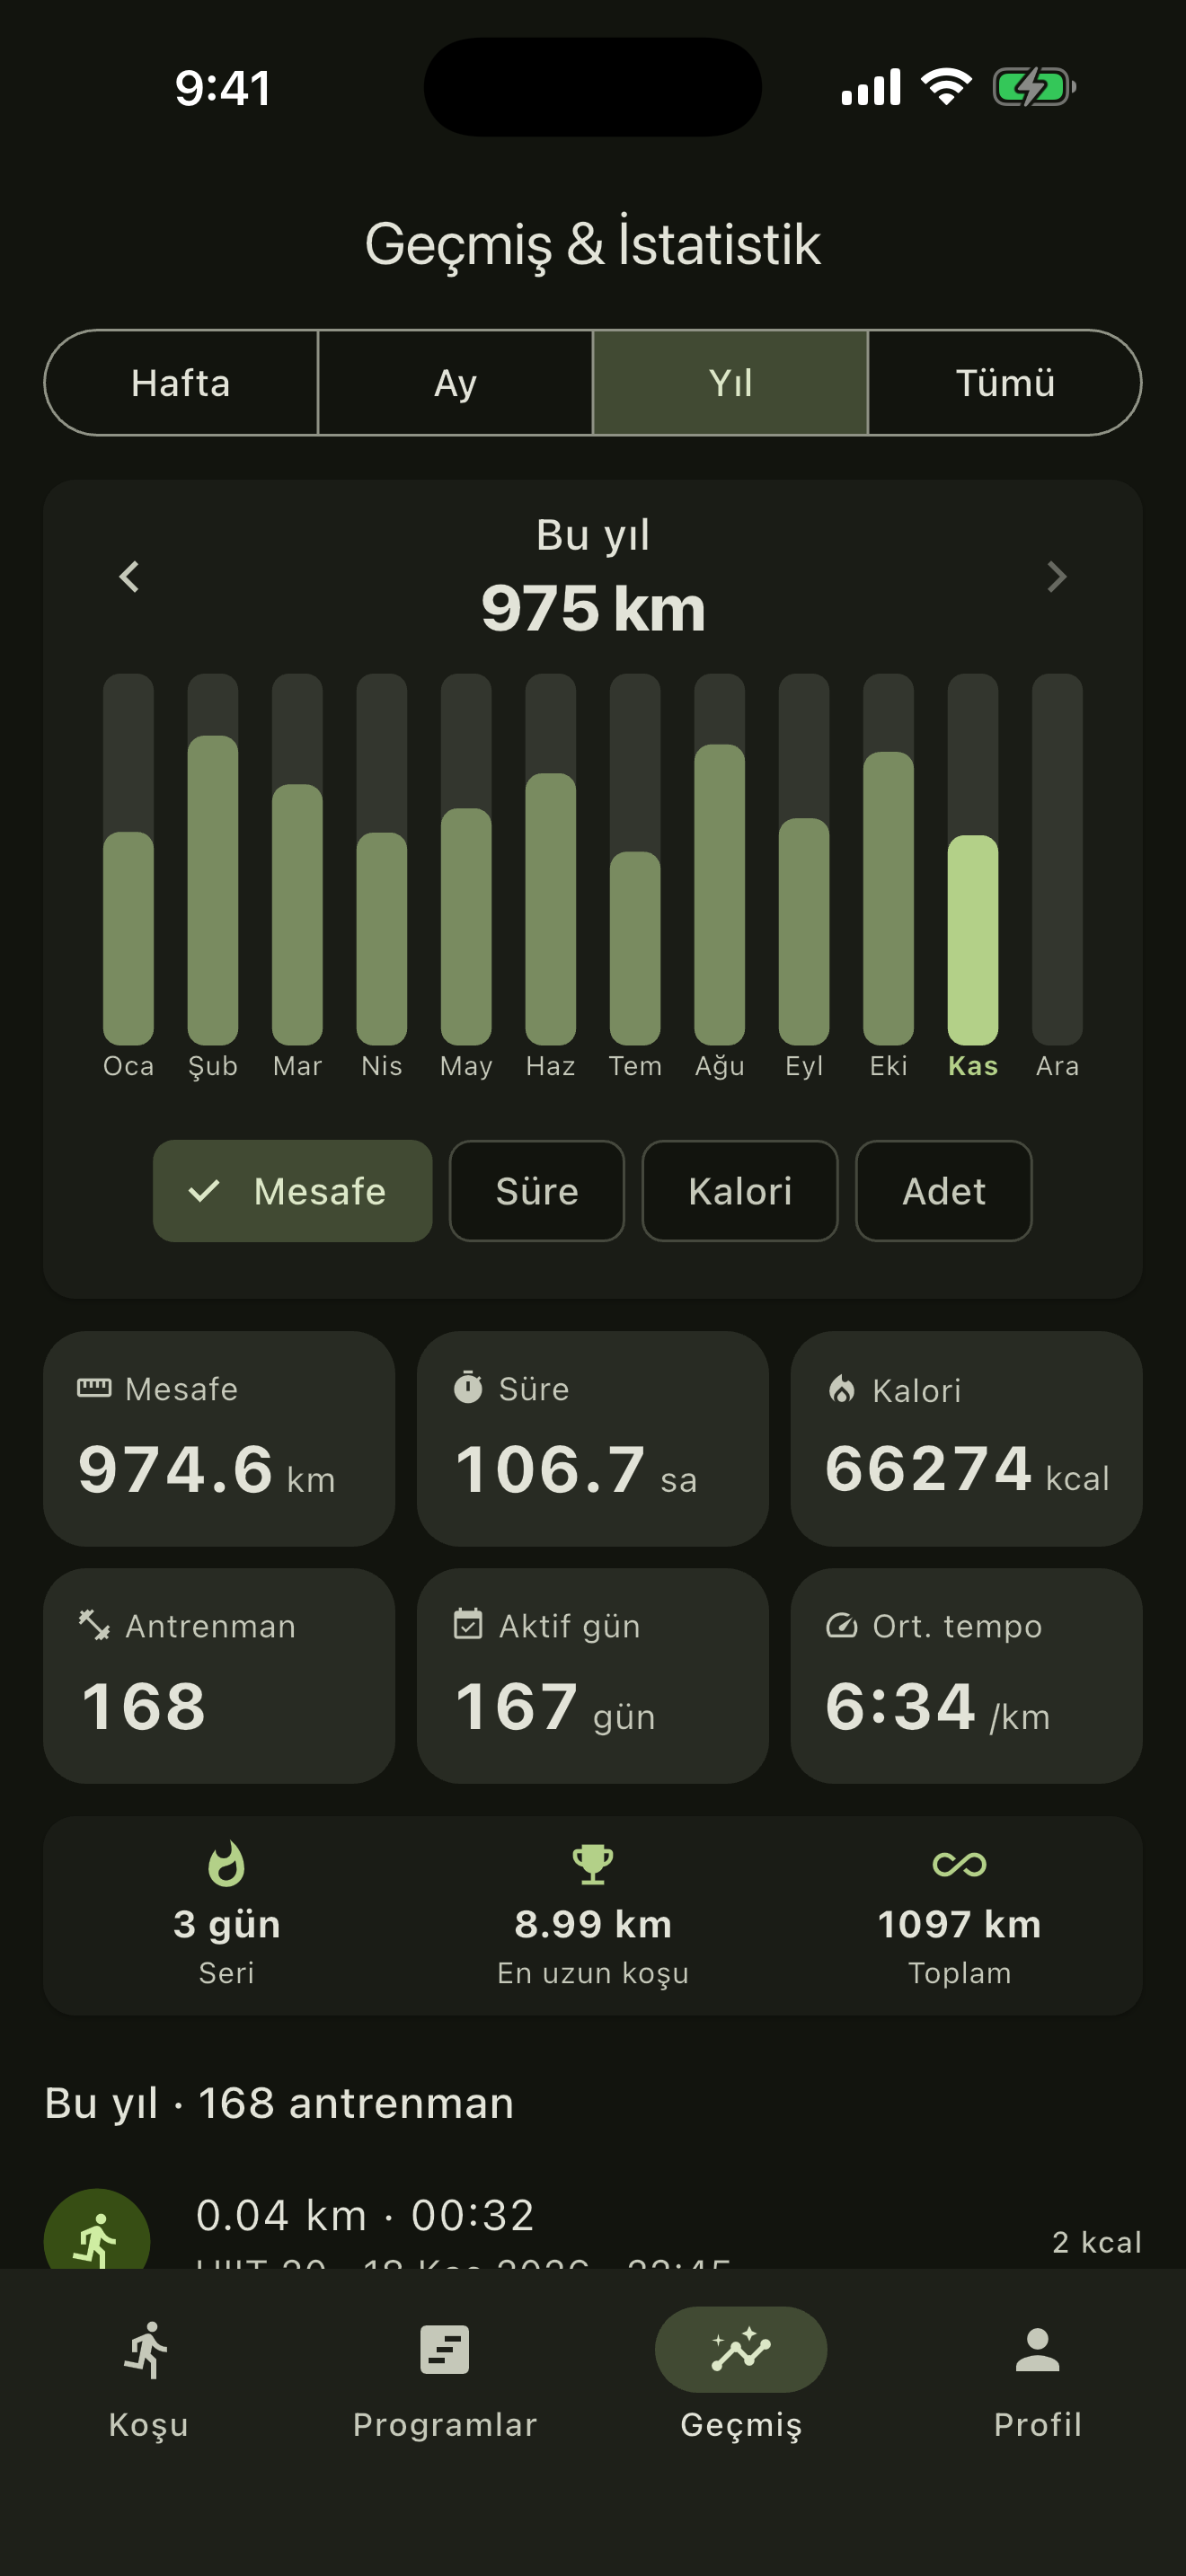 9:41
Geçmiş & İstatistik
Hafta Ay Yıl Tümü
Bu yıl
975 km
Oca Şub Mar Nis May Haz Tem Ağu Eyl Eki Kas Ara
Mesafe Süre Kalori Adet
Mesafe Süre Kalori
974.6 km 106.7 sa 66274 kcal
Antrenman Aktif gün Ort. tempo
168 167 gün 6:34 /km
3 gün 8.99 km 1097 km
Seri En uzun koşu Toplam
Bu yıl · 168 antrenman
0.04 km · 00:32
2 kcal
Koşu Programlar Geçmiş Profil